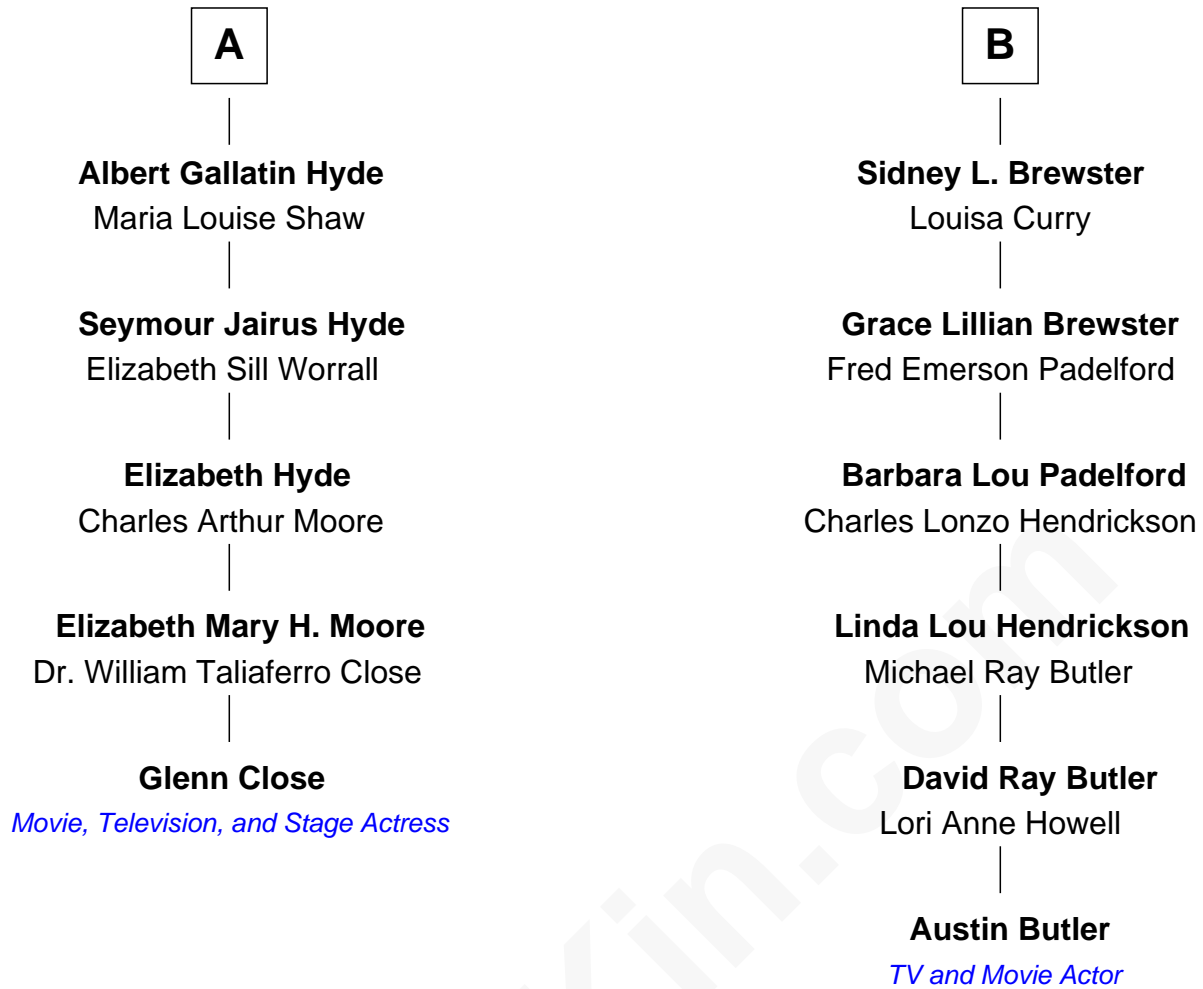 A
Albert Gallatin Hyde
Maria Louise Shaw
Seymour Jairus Hyde
Elizabeth Sill Worrall
Elizabeth Hyde
Charles Arthur Moore
Elizabeth Mary H. Moore
Dr. William Taliaferro Close
Glenn Close
Movie, Television, and Stage Actress
B
Sidney L. Brewster
Louisa Curry
Grace Lillian Brewster
Fred Emerson Padelford
Barbara Lou Padelford
Charles Lonzo Hendrickson
Linda Lou Hendrickson
Michael Ray Butler
David Ray Butler
Lori Anne Howell
Austin Butler
TV and Movie Actor